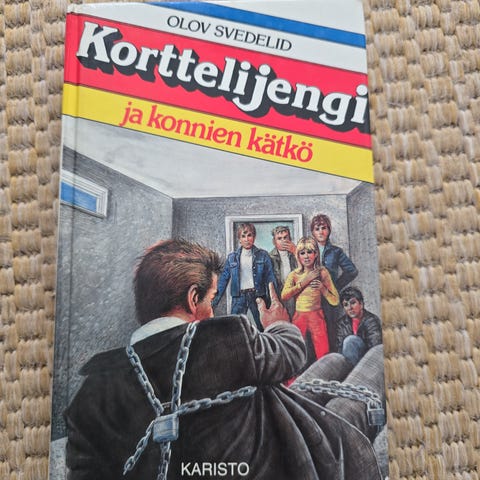 OLOV SVEDELID
Korttelijengi
ja konnien kätkö
KARISTO